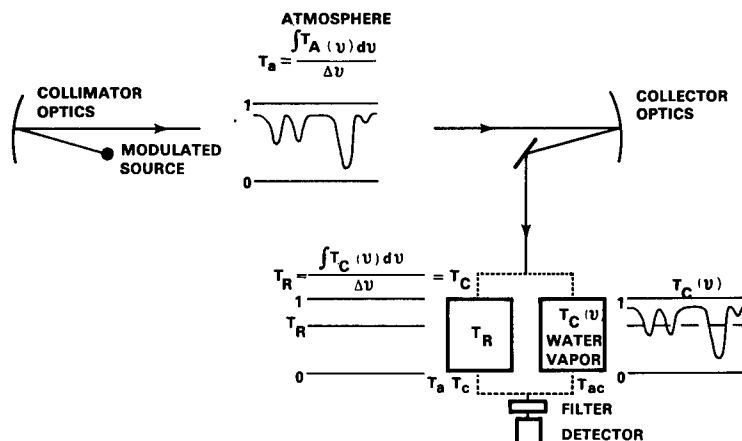 ATMOSPHERE
T_a = ∫T_A (υ) dυ / Δυ
COLLIMATOR
OPTICS
MODULATED
SOURCE
1
0
COLLECTOR
OPTICS
T_R = ∫T_C (υ) dυ / Δυ = T_C
1
T_R
0
T_R
T_C (υ)
WATER
VAPOR
T_C (υ)
1
0
T_a T_c
T_ac
FILTER
DETECTOR